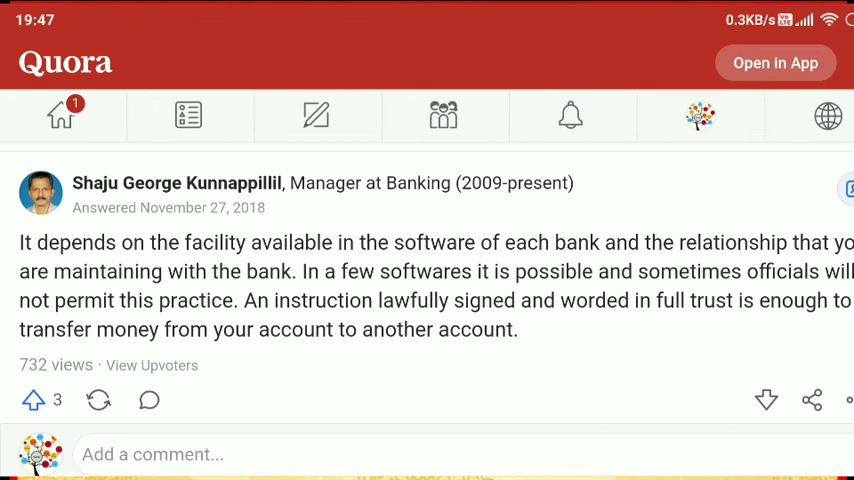 19:47
0.3KB/s
Quora
Open in App
1
Shaju George Kunnappillil, Manager at Banking (2009-present)
Answered November 27, 2018
It depends on the facility available in the software of each bank and the relationship that yo
are maintaining with the bank. In a few softwares it is possible and sometimes officials will
not permit this practice. An instruction lawfully signed and worded in full trust is enough to
transfer money from your account to another account.
732 views · View Upvoters
3
Add a comment...